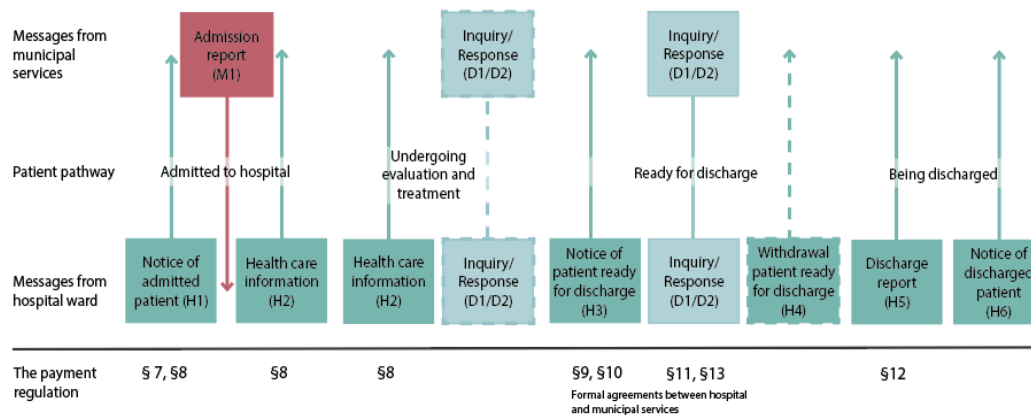 Messages from
municipal
services
Admission
report
(M1)
Inquiry/
Response
(D1/D2)
Inquiry/
Response
(D1/D2)
Patient pathway
Admitted to hospital
Undergoing
evaluation and
treatment
Ready for discharge
Being discharged
Messages from
hospital ward
Notice of
admitted
patient (H1)
Health care
information
(H2)
Health care
information
(H2)
Inquiry/
Response
(D1/D2)
Notice of
patient ready
for discharge
(H3)
Inquiry/
Response
(D1/D2)
Withdrawal
patient ready
for discharge
(H4)
Discharge
report
(H5)
Notice of
discharged
patient
(H6)
The payment
regulation
§ 7, §8
§8
§8
§9, §10
§11, §13
§12
Formal agreements between hospital
and municipal services